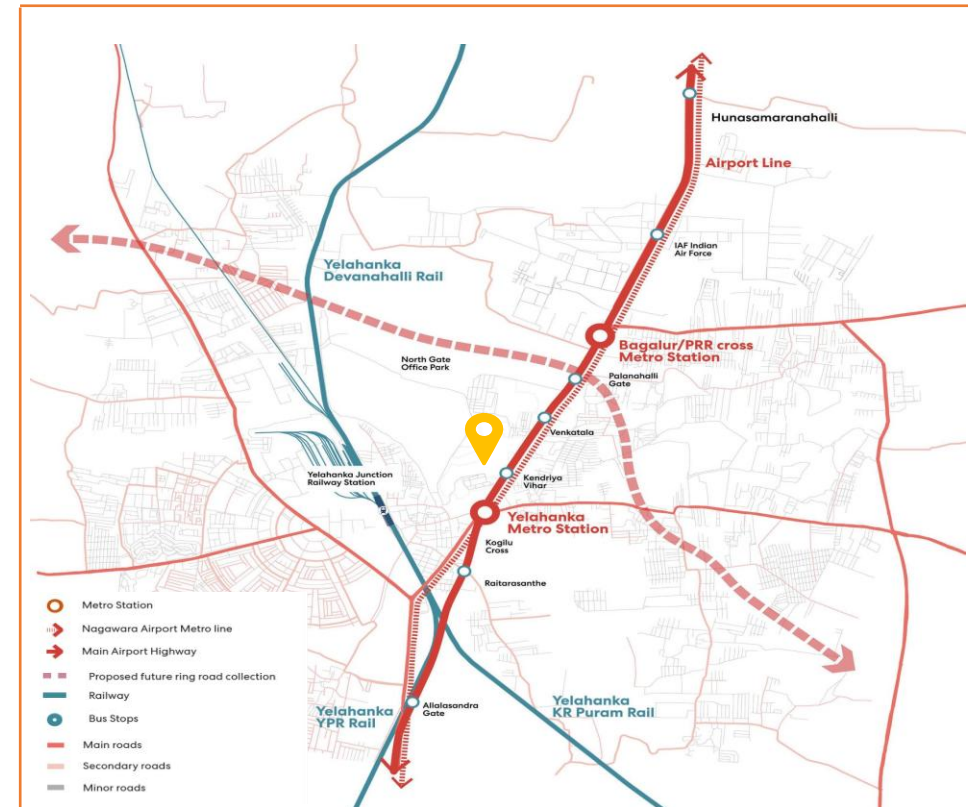 Hunasamaranahalli
Airport Line
IAF Indian
Air Force
Yelahanka
Devanahalli Rail
Bagalur/PRR cross
Metro Station
North Gate
Office Park
Palanahalli
Gate
Venkatala
Yelahanka Junction
Railway Station
Kendriya
Vihar
Yelahanka
Metro Station
Kogilu
Cross
Raitarasanthe
Metro Station
Nagawara Airport Metro line
Main Airport Highway
Proposed future ring road collection
Railway
Bus Stops
Main roads
Secondary roads
Minor roads
Yelahanka
YPR Rail
Allalasandra
Gate
Yelahanka
KR Puram Rail